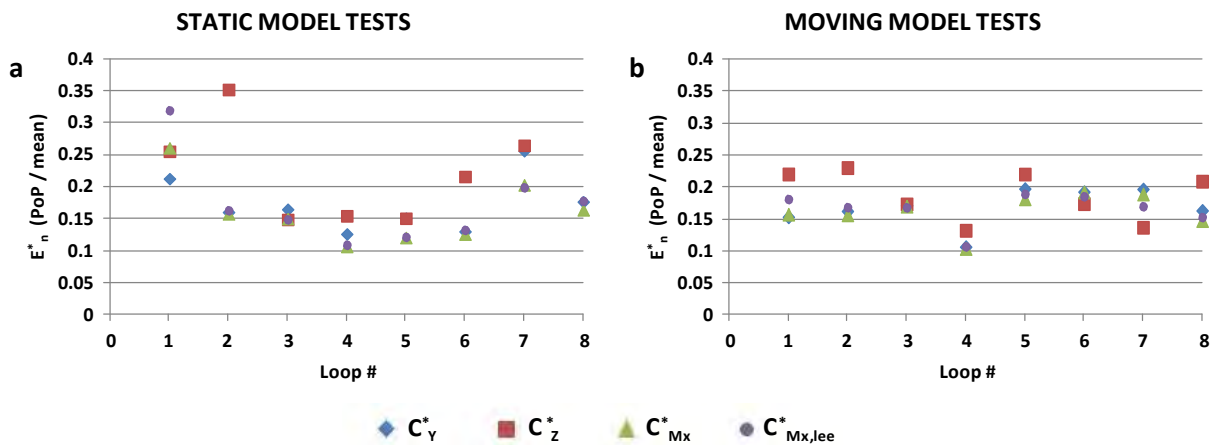 STATIC MODEL TESTS
a
E*n (PoP / mean)
0.4
0.35
0.3
0.25
0.2
0.15
0.1
0.05
0
0 1 2 3 4 5 6 7 8
Loop #
MOVING MODEL TESTS
b
E*n (PoP / mean)
0.4
0.35
0.3
0.25
0.2
0.15
0.1
0.05
0
0 1 2 3 4 5 6 7 8
Loop #
C*Y C*Z C*Mx C*Mx,lee